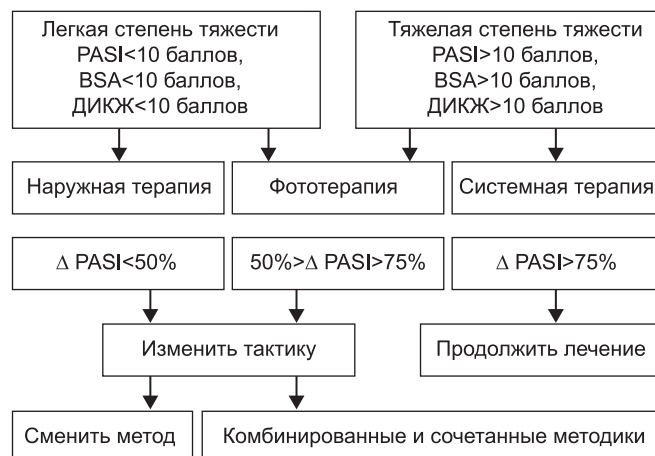 Легкая степень тяжести
PASI<10 баллов,
BSA<10 баллов,
ДИКЖ<10 баллов
Тяжелая степень тяжести
PASI>10 баллов,
BSA>10 баллов,
ДИКЖ>10 баллов
Наружная терапия
Фототерапия
Системная терапия
Δ PASI<50%
50%>Δ PASI>75%
Δ PASI>75%
Изменить тактику
Продолжить лечение
Сменить метод
Комбинированные и сочетанные методики